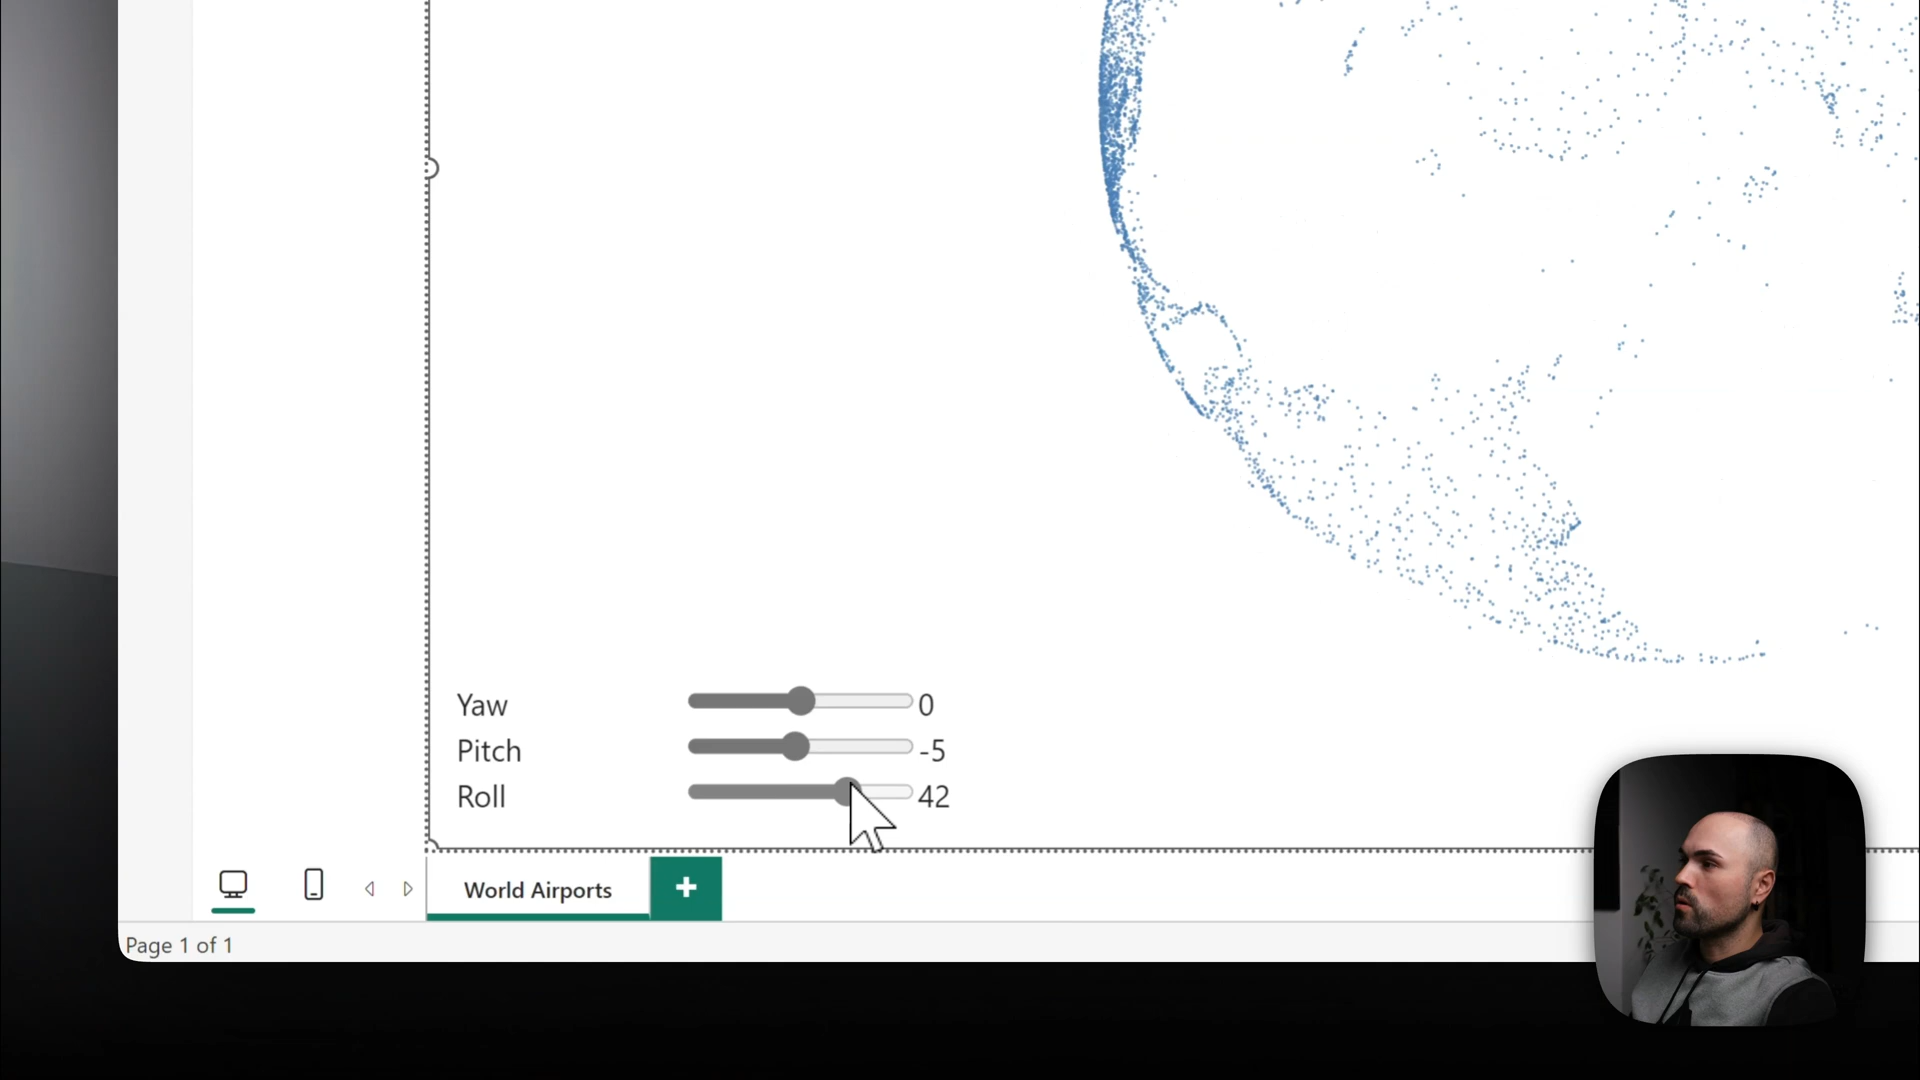 Yaw 0
Pitch -5
Roll 42
World Airports
Page 1 of 1